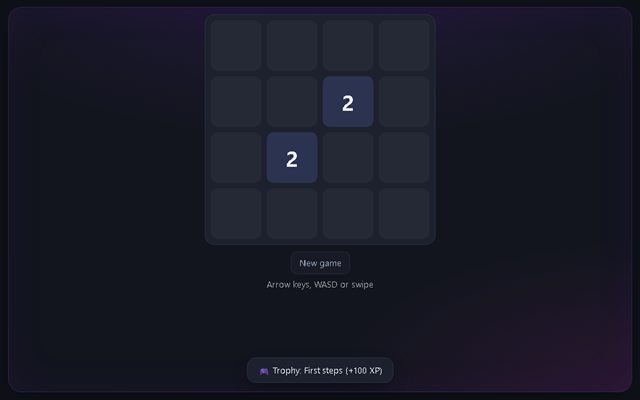 2
2
New game
Arrow keys, WASD or swipe
🎮 Trophy: First steps (+100 XP)